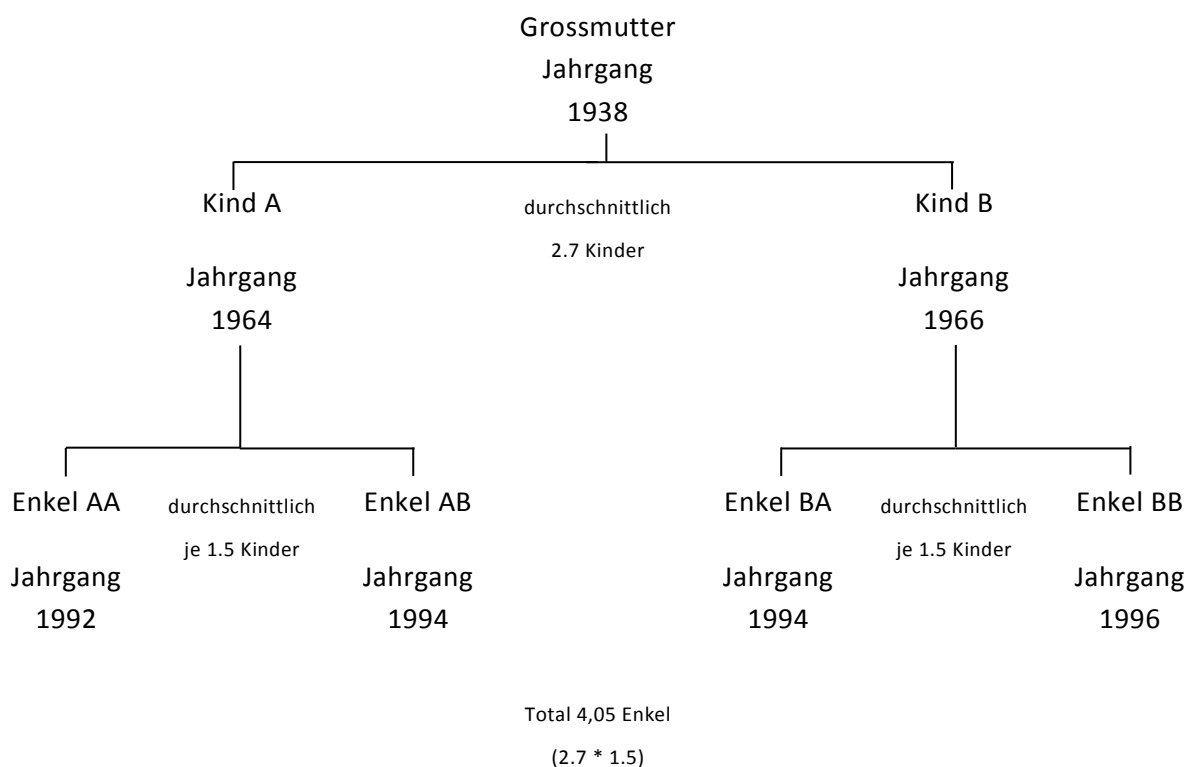 Grossmutter
Jahrgang
1938
Kind A
durchschnittlich
2.7 Kinder
Kind B
Jahrgang
1964
Jahrgang
1966
Enkel AA
durchschnittlich
je 1.5 Kinder
Enkel AB
Enkel BA
durchschnittlich
je 1.5 Kinder
Enkel BB
Jahrgang
1992
Jahrgang
1994
Jahrgang
1994
Jahrgang
1996
Total 4,05 Enkel
(2.7 * 1.5)